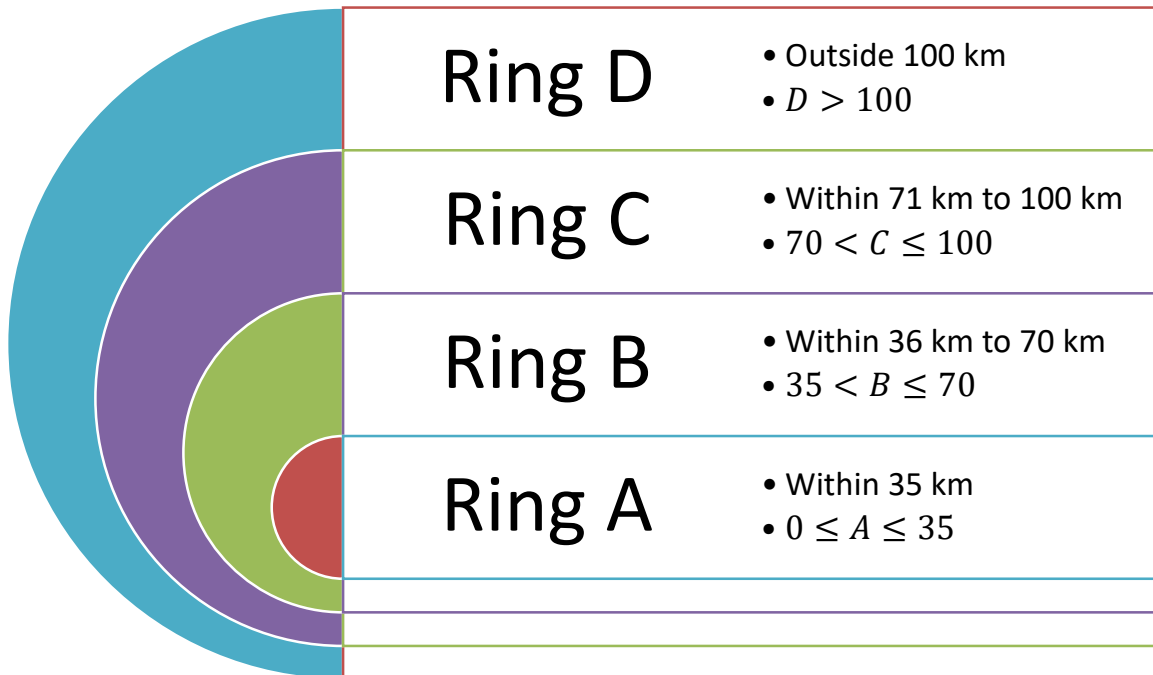 Ring D
• Outside 100 km
• 𝐷 > 100
Ring C
• Within 71 km to 100 km
• 70 < 𝐶 ≤ 100
Ring B
• Within 36 km to 70 km
• 35 < 𝐵 ≤ 70
Ring A
• Within 35 km
• 0 ≤ 𝐴 ≤ 35